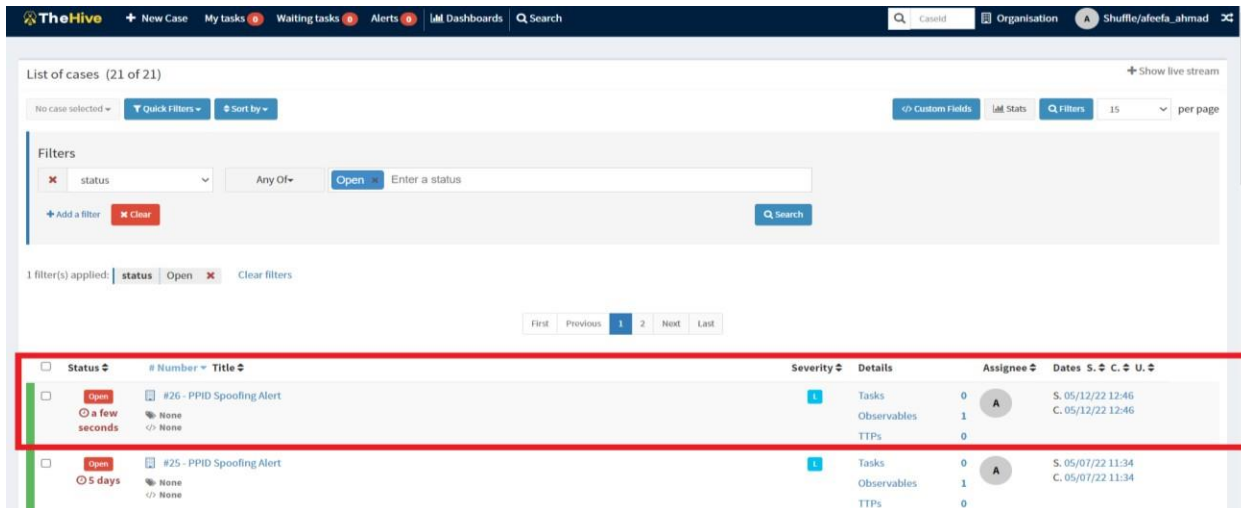 TheHive + New Case My tasks 0 Waiting tasks 0 Alerts 0 Dashboards Search CaseId Organisation A Shuffle/afeefa_ahmad
List of cases (21 of 21) + Show live stream
No case selected Quick Filters Sort by </> Custom Fields Stats Filters 15 per page
Filters
status Any Of Open × Enter a status
+ Add a filter × Clear Search
1 filter(s) applied: status Open × Clear filters
First Previous 1 2 Next Last
Status # Number Title Severity Details Assignee Dates S. C. U.
Open #26 - PPID Spoofing Alert L Tasks 0 A S. 05/12/22 12:46
a few seconds None Observables 1 C. 05/12/22 12:46
</> None TTPs 0
Open #25 - PPID Spoofing Alert L Tasks 0 A S. 05/07/22 11:34
5 days None Observables 1 C. 05/07/22 11:34
</> None TTPs 0